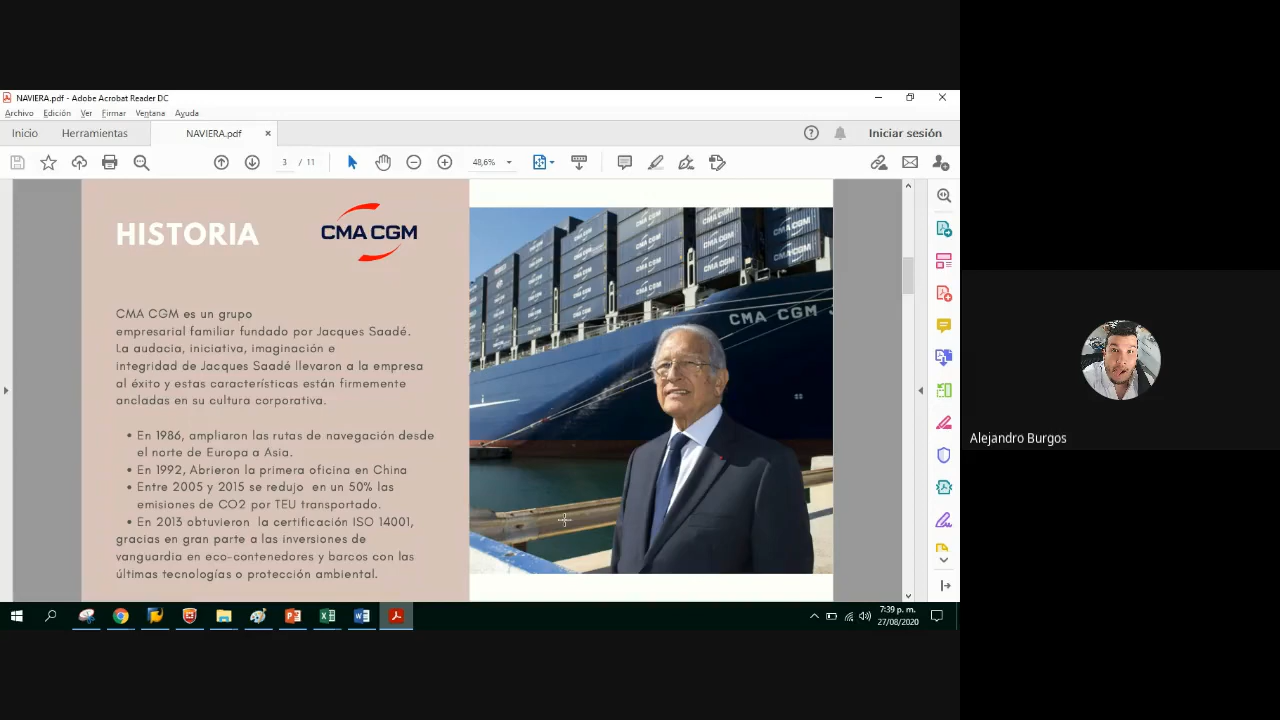 NAVIERA.pdf - Adobe Acrobat Reader DC
Archivo Edición Ver Firmar Ventana Ayuda
Inicio Herramientas NAVIERA.pdf × Iniciar sesión
3 / 11 48,6%
HISTORIA
CMA CGM
CMA CGM es un grupo
empresarial familiar fundado por Jacques Saadé.
La audacia, iniciativa, imaginación e
integridad de Jacques Saadé llevaron a la empresa
al éxito y estas características están firmemente
ancladas en su cultura corporativa.
• En 1986, ampliaron las rutas de navegación desde
el norte de Europa a Asia.
• En 1992, Abrieron la primera oficina en China
• Entre 2005 y 2015 se redujo en un 50% las
emisiones de CO2 por TEU transportado.
• En 2013 obtuvieron la certificación ISO 14001,
gracias en gran parte a las inversiones de
vanguardia en eco-contenedores y barcos con las
últimas tecnologías o protección ambiental.
CMA CGM
Alejandro Burgos
7:39 p. m.
27/08/2020